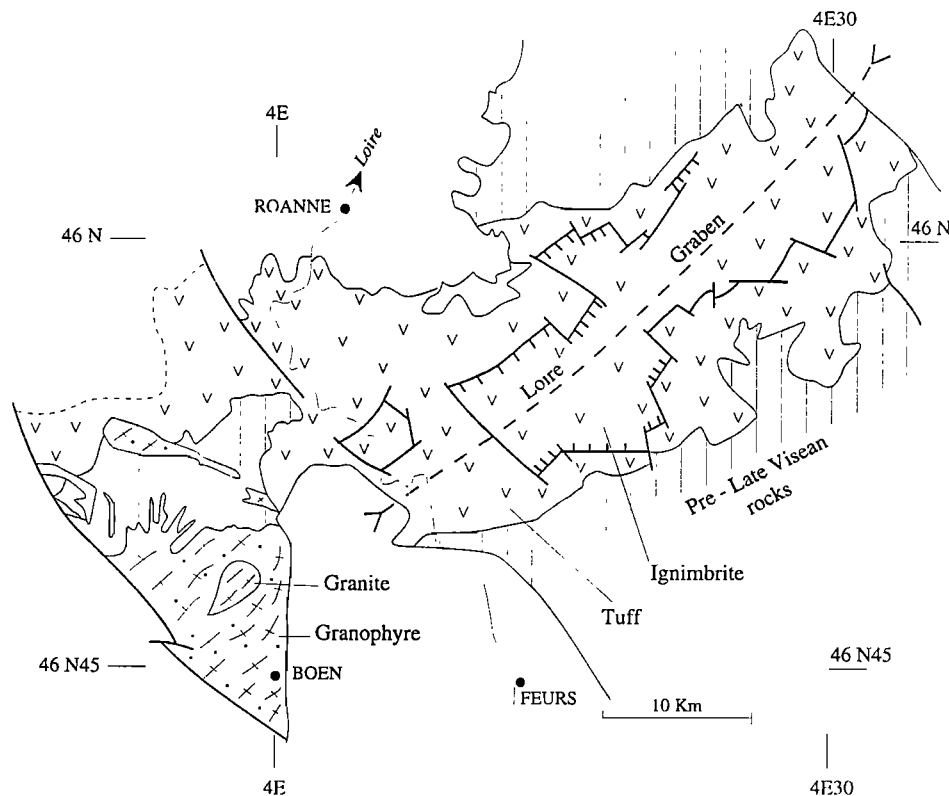 4E30
4E
Loire
ROANNE
46 N
46 N
Graben
Loire
Pre - Late Visean
rocks
Ignimbrite
Granite
Tuff
Granophyre
46 N45
46 N45
BOEN
FEURS
10 Km
4E
4E30